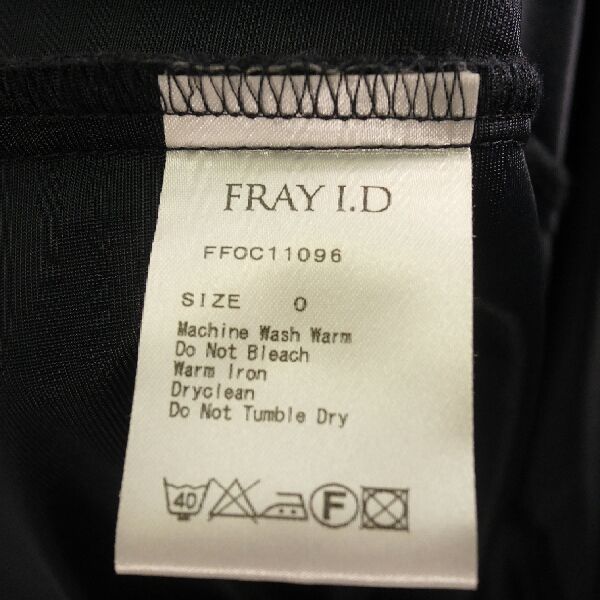 FRAY I.D
FFOC11096
SIZE 0
Machine Wash Warm
Do Not Bleach
Warm Iron
Dryclean
Do Not Tumble Dry
40 F